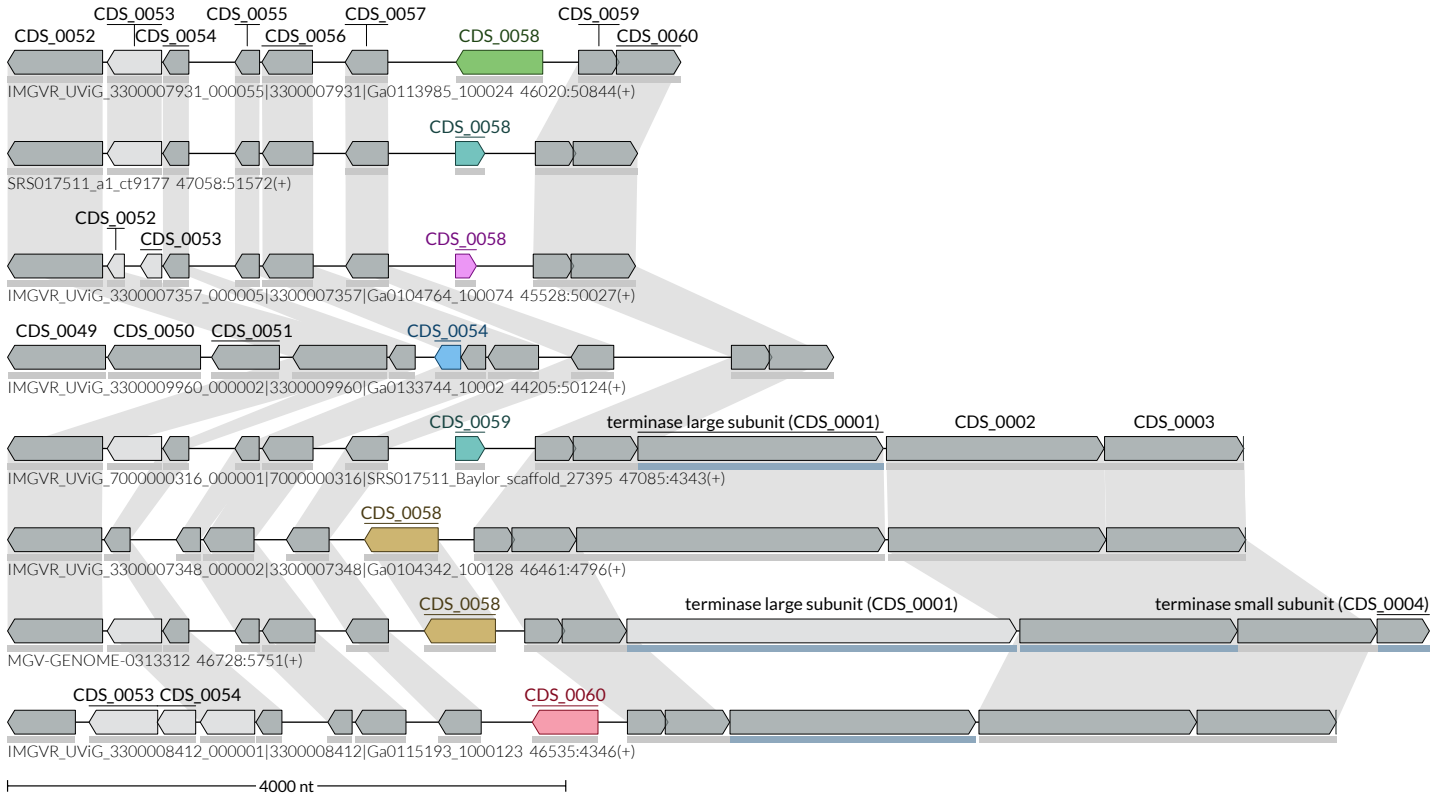 CDS_0053 CDS_0055 CDS_0057 CDS_0059
CDS_0052 CDS_0054 CDS_0056 CDS_0058 CDS_0060
IMGVR_UViG_3300007931_000055|3300007931|Ga0113985_100024 46020:50844(+)
CDS_0058
SRS017511_a1_ct9177 47058:51572(+)
CDS_0052
CDS_0053 CDS_0058
IMGVR_UViG_3300007357_000005|3300007357|Ga0104764_100074 45528:50027(+)
CDS_0049 CDS_0050 CDS_0051 CDS_0054
IMGVR_UViG_3300009960_000002|3300009960|Ga0133744_10002 44205:50124(+)
CDS_0059 terminase large subunit (CDS_0001) CDS_0002 CDS_0003
IMGVR_UViG_7000000316_000001|7000000316|SRS017511_Baylor_scaffold_27395 47085:4343(+)
CDS_0058
IMGVR_UViG_3300007348_000002|3300007348|Ga0104342_100128 46461:4796(+)
CDS_0058 terminase large subunit (CDS_0001) terminase small subunit (CDS_0004)
MGV-GENOME-0313312 46728:5751(+)
CDS_0053 CDS_0054 CDS_0060
IMGVR_UViG_3300008412_000001|3300008412|Ga0115193_1000123 46535:4346(+)
4000 nt